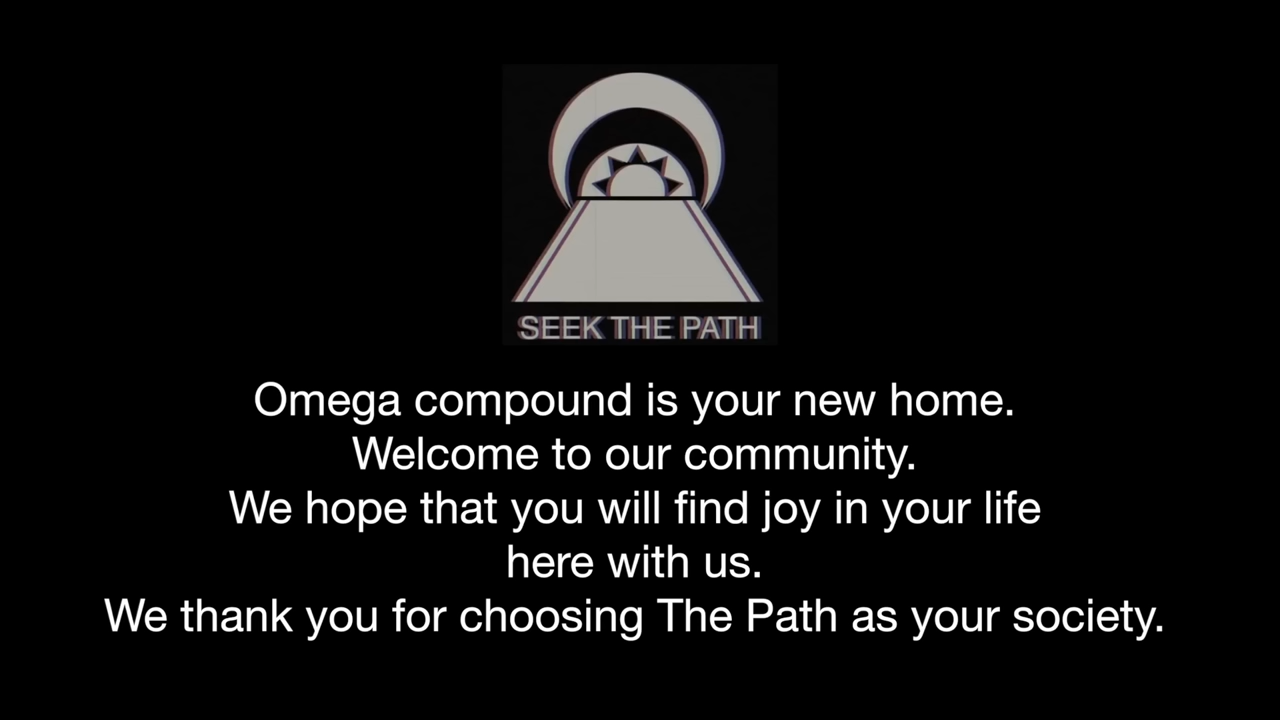 SEEK THE PATH
Omega compound is your new home.
Welcome to our community.
We hope that you will find joy in your life
here with us.
We thank you for choosing The Path as your society.